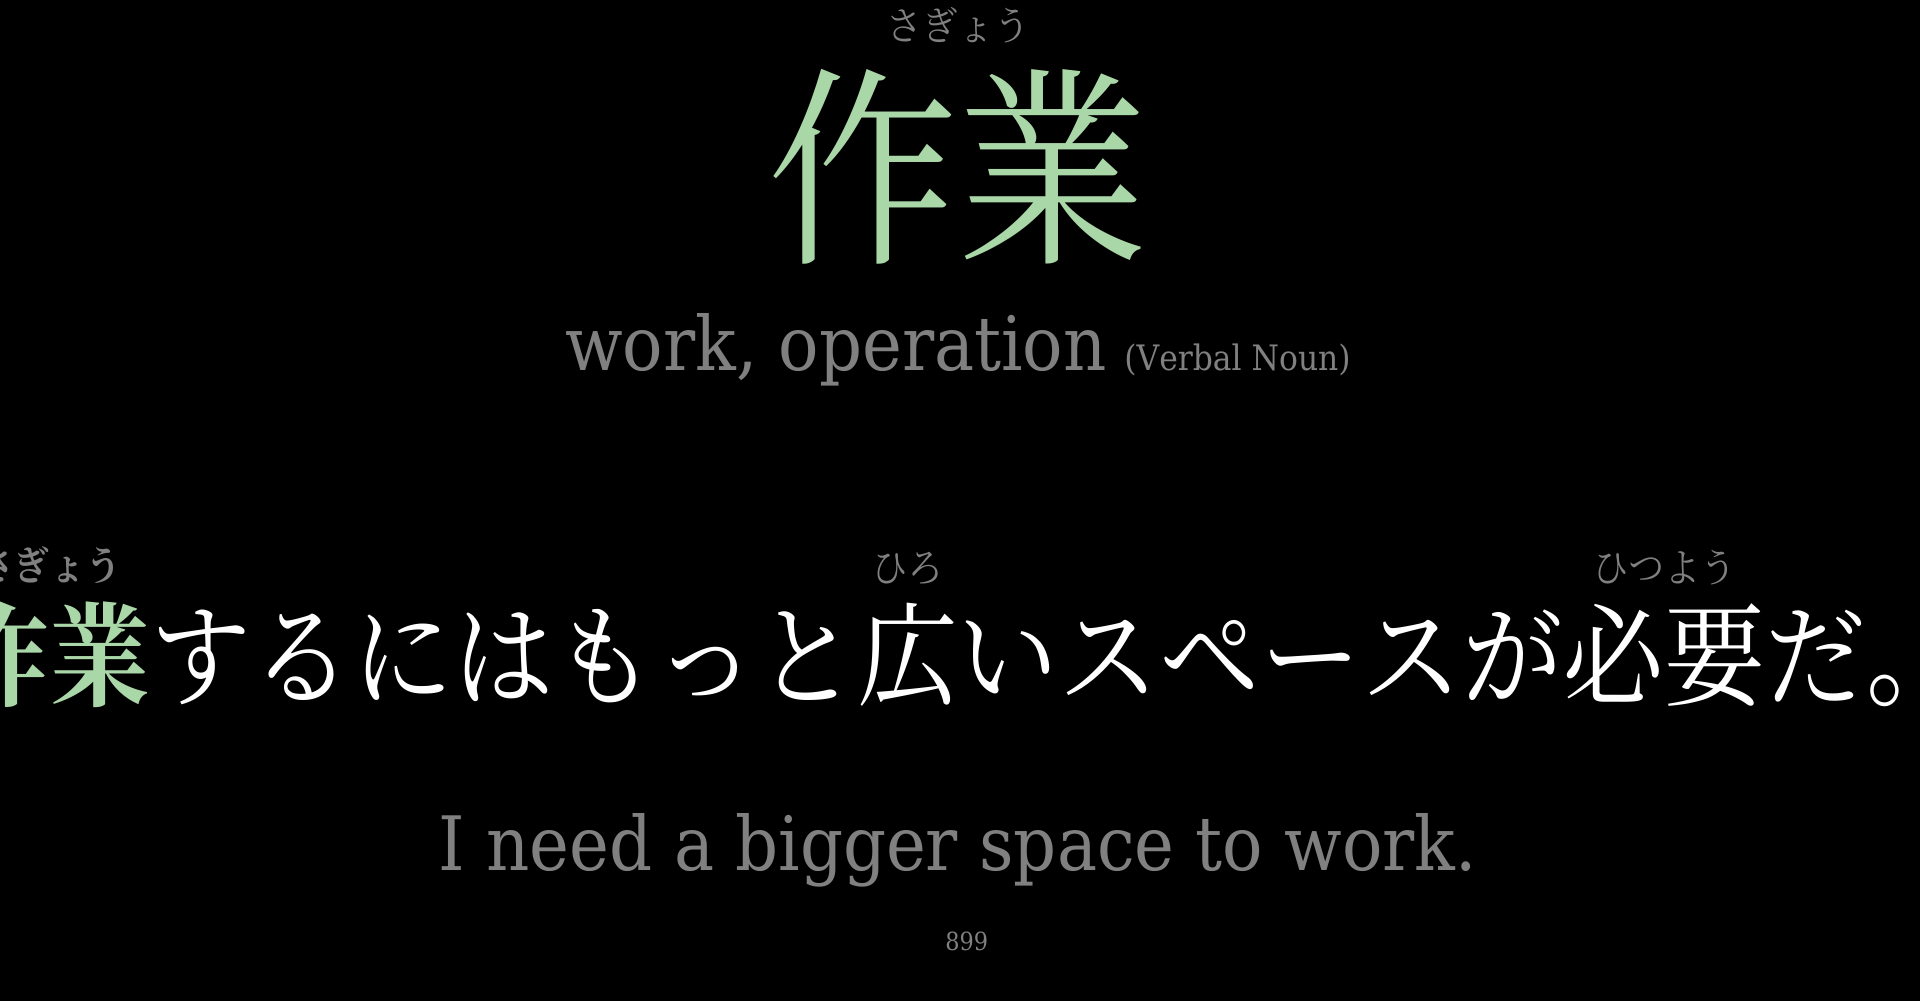 さぎょう
作業
work, operation (Verbal Noun)
さぎょう ひろ ひつよう
作業するにはもっと広いスペースが必要だ。
I need a bigger space to work.
899